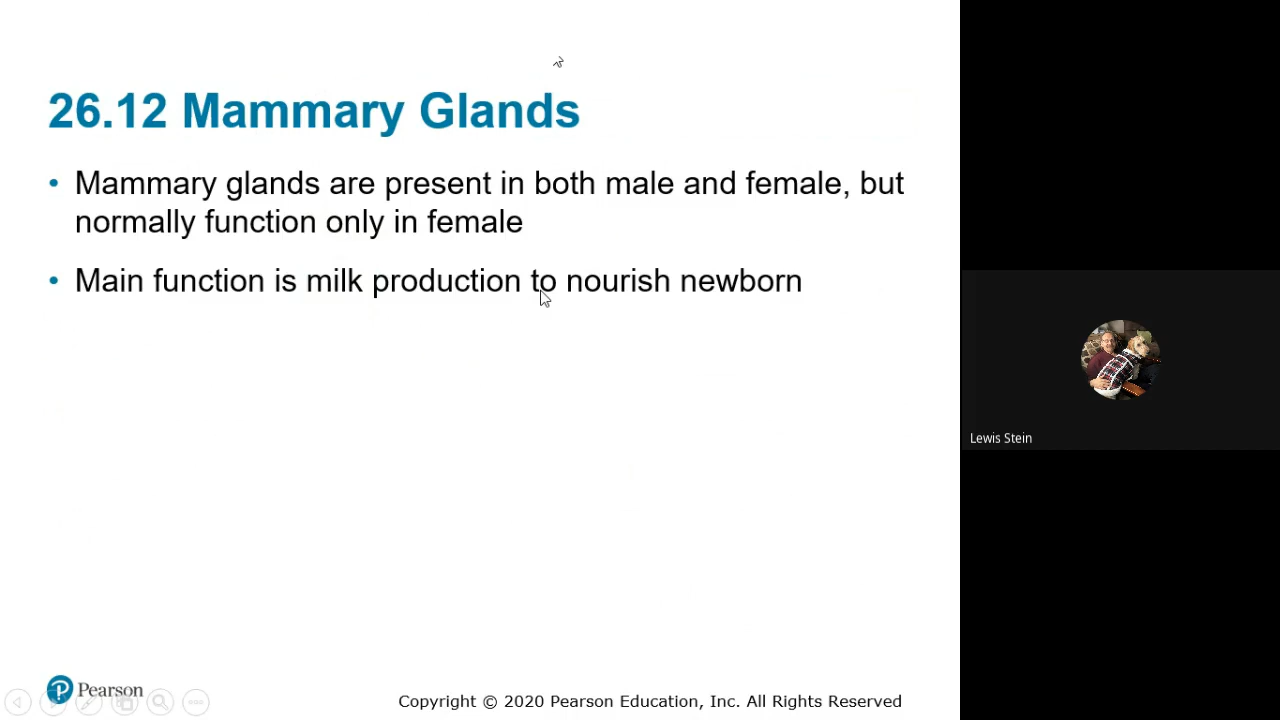 26.12 Mammary Glands
• Mammary glands are present in both male and female, but
normally function only in female
• Main function is milk production to nourish newborn
Lewis Stein
Pearson
Copyright © 2020 Pearson Education, Inc. All Rights Reserved